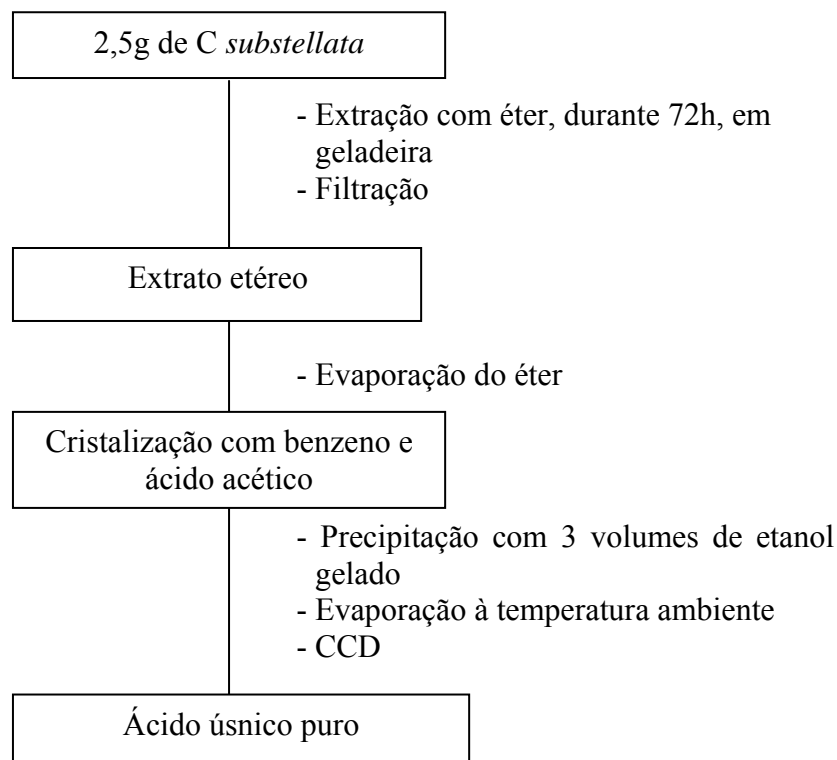 2,5g de C substellata
- Extração com éter, durante 72h, em
geladeira
- Filtração
Extrato etéreo
- Evaporação do éter
Cristalização com benzeno e
ácido acético
- Precipitação com 3 volumes de etanol
gelado
- Evaporação à temperatura ambiente
- CCD
Ácido úsnico puro